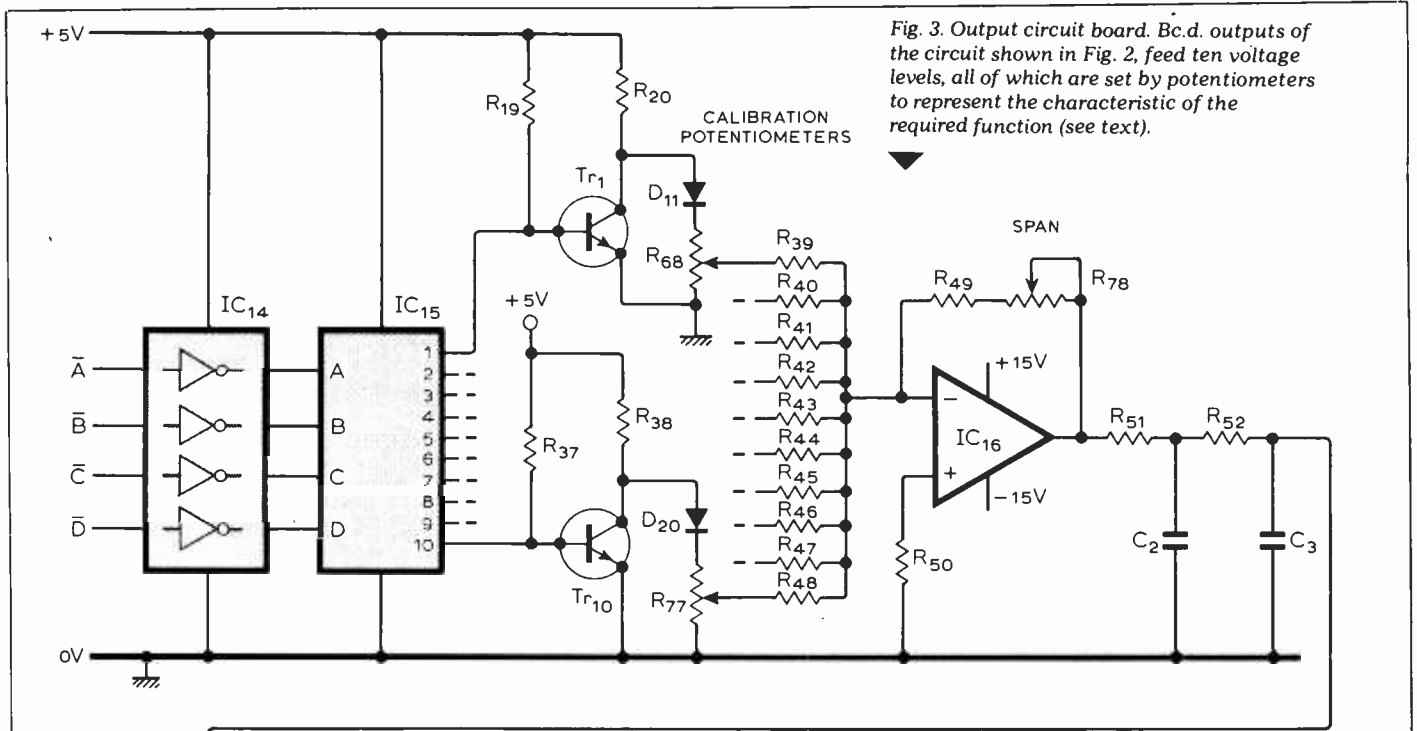 Fig. 3. Output circuit board. Bc.d. outputs of
the circuit shown in Fig. 2, feed ten voltage
levels, all of which are set by potentiometers
to represent the characteristic of the
required function (see text).
+5V
R19
R20
CALIBRATION
POTENTIOMETERS
Tr1
D11
R68
SPAN
R39
R40
R41
R42
R43
R44
R45
R46
R47
R48
R49
R78
IC14
IC15
+5V
Ā
B̄
C̄
D̄
A
B
C
D
1
2
3
4
5
6
7
8
9
10
R37
R38
Tr10
D20
R77
+15V
−
IC16
+
−15V
R50
R51
R52
C2
C3
0V